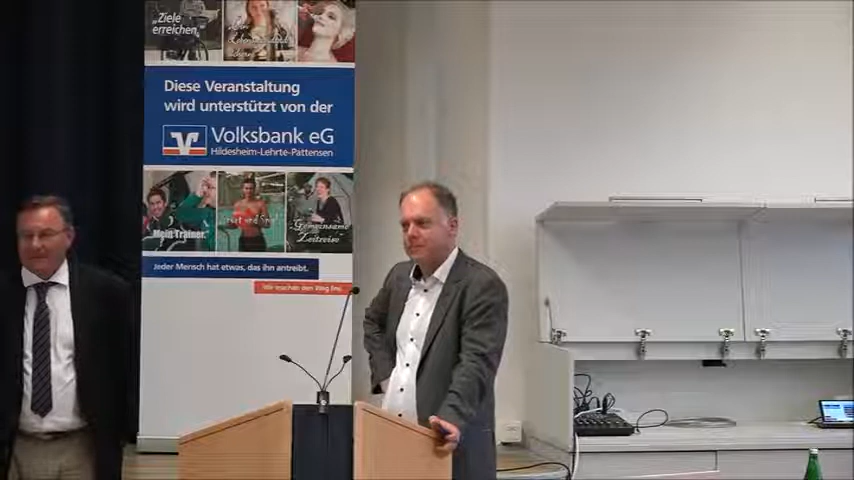 „Ziele
erreichen."
Diese Veranstaltung
wird unterstützt von der
Volksbank eG
Hildesheim-Lehrte-Pattensen
Mein Trainer.
"Gemeinsame
Zeitreise"
Jeder Mensch hat etwas, das ihn antreibt.
Wir machen den Weg frei.